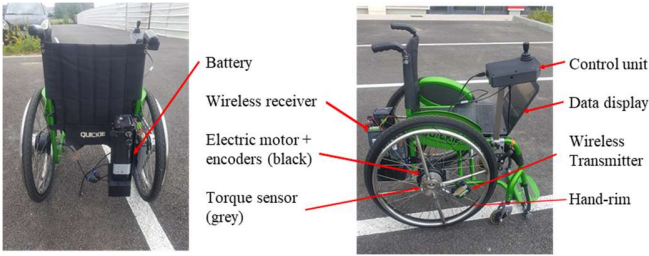 Battery
Wireless receiver
Electric motor +
encoders (black)
Torque sensor
(grey)
QUICKIE
Control unit
Data display
Wireless
Transmitter
Hand-rim
QUICKIE